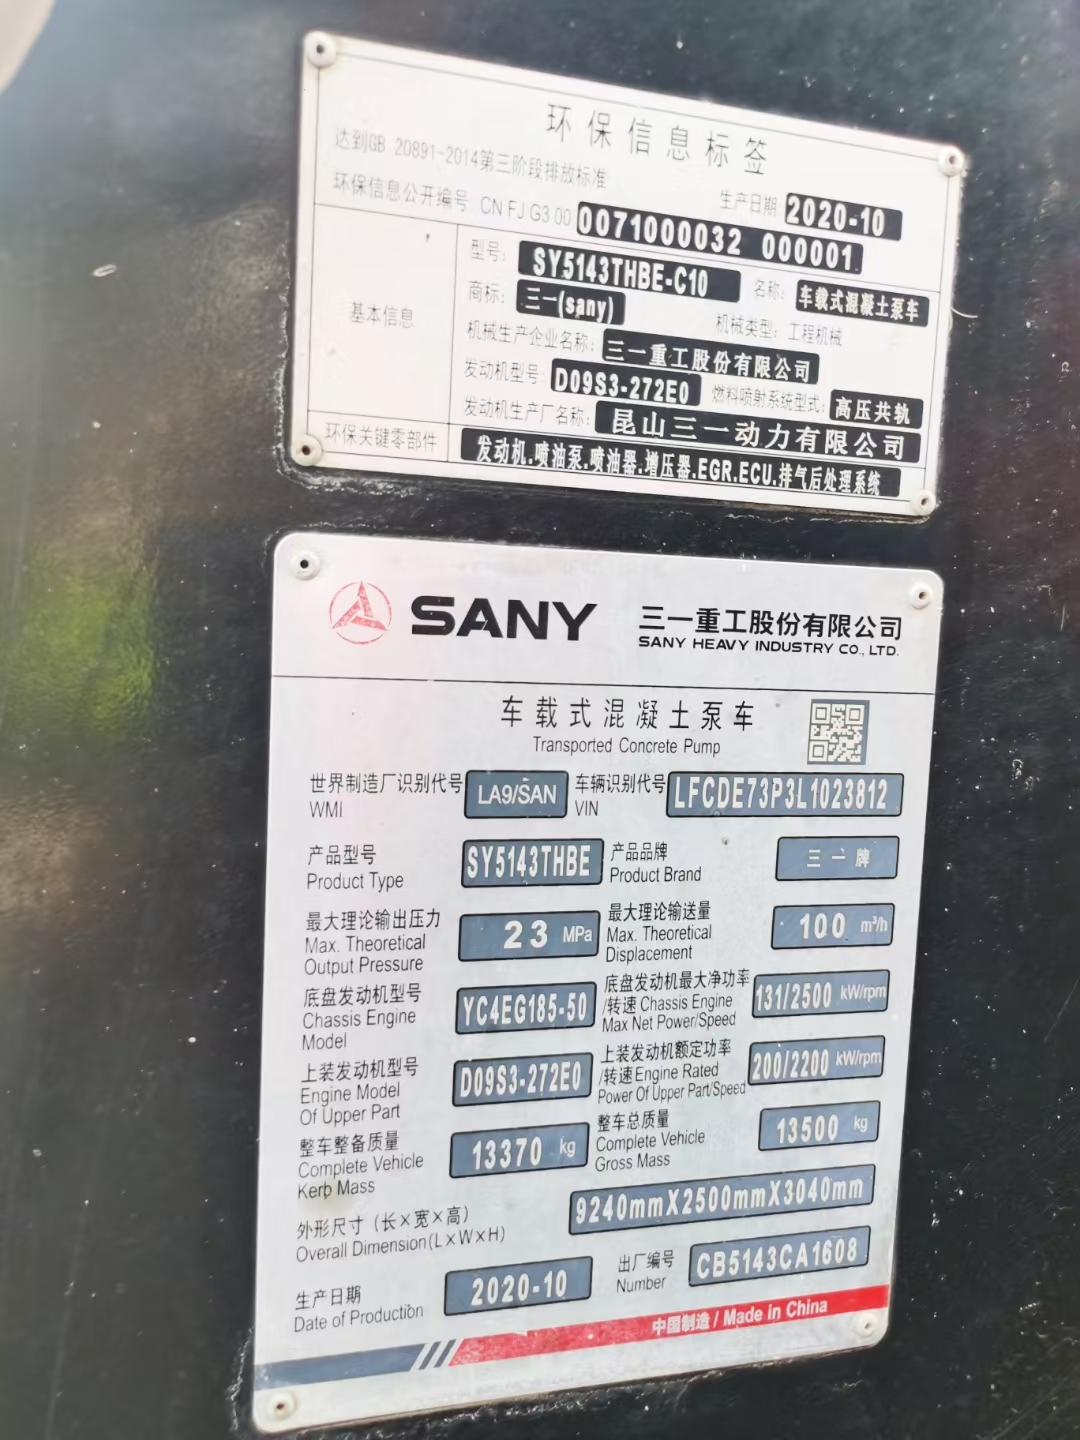 环保信息标签
达到GB 20891-2014第三阶段排放标准
生产日期 2020-10
环保信息公开编号 CN FJ G3 00 0071000032 000001
基本信息
型号: SY5143THBE-C10 名称: 车载式混凝土泵车
商标: 三一(sany) 机械类型: 工程机械
机械生产企业名称: 三一重工股份有限公司
发动机型号: D09S3-272E0 燃料喷射系统型式: 高压共轨
发动机生产厂名称: 昆山三一动力有限公司
环保关键零部件 发动机.喷油泵.喷油器.增压器.EGR.ECU.排气后处理系统
SANY 三一重工股份有限公司
SANY HEAVY INDUSTRY CO., LTD.
车载式混凝土泵车
Transported Concrete Pump
世界制造厂识别代号 LA9/SAN 车辆识别代号 LFCDE73P3L1023812
WMI VIN
产品型号 SY5143THBE 产品品牌 三一牌
Product Type Product Brand
最大理论输出压力 23 MPa 最大理论输送量 100 m³/h
Max. Theoretical Max. Theoretical
Output Pressure Displacement
底盘发动机型号 YC4EG185-50 底盘发动机最大净功率 131/2500 kW/rpm
Chassis Engine /转速 Chassis Engine
Model Max Net Power/Speed
上装发动机型号 D09S3-272E0 上装发动机额定功率 200/2200 kW/rpm
Engine Model /转速 Engine Rated
Of Upper Part Power Of Upper Part/Speed
整车整备质量 13370 kg 整车总质量 13500 kg
Complete Vehicle Complete Vehicle
Kerb Mass Gross Mass
外形尺寸 (长×宽×高) 9240mmX2500mmX3040mm
Overall Dimension(L×W×H)
生产日期 2020-10 出厂编号 CB5143CA1608
Date of Production Number
中国制造 / Made in China